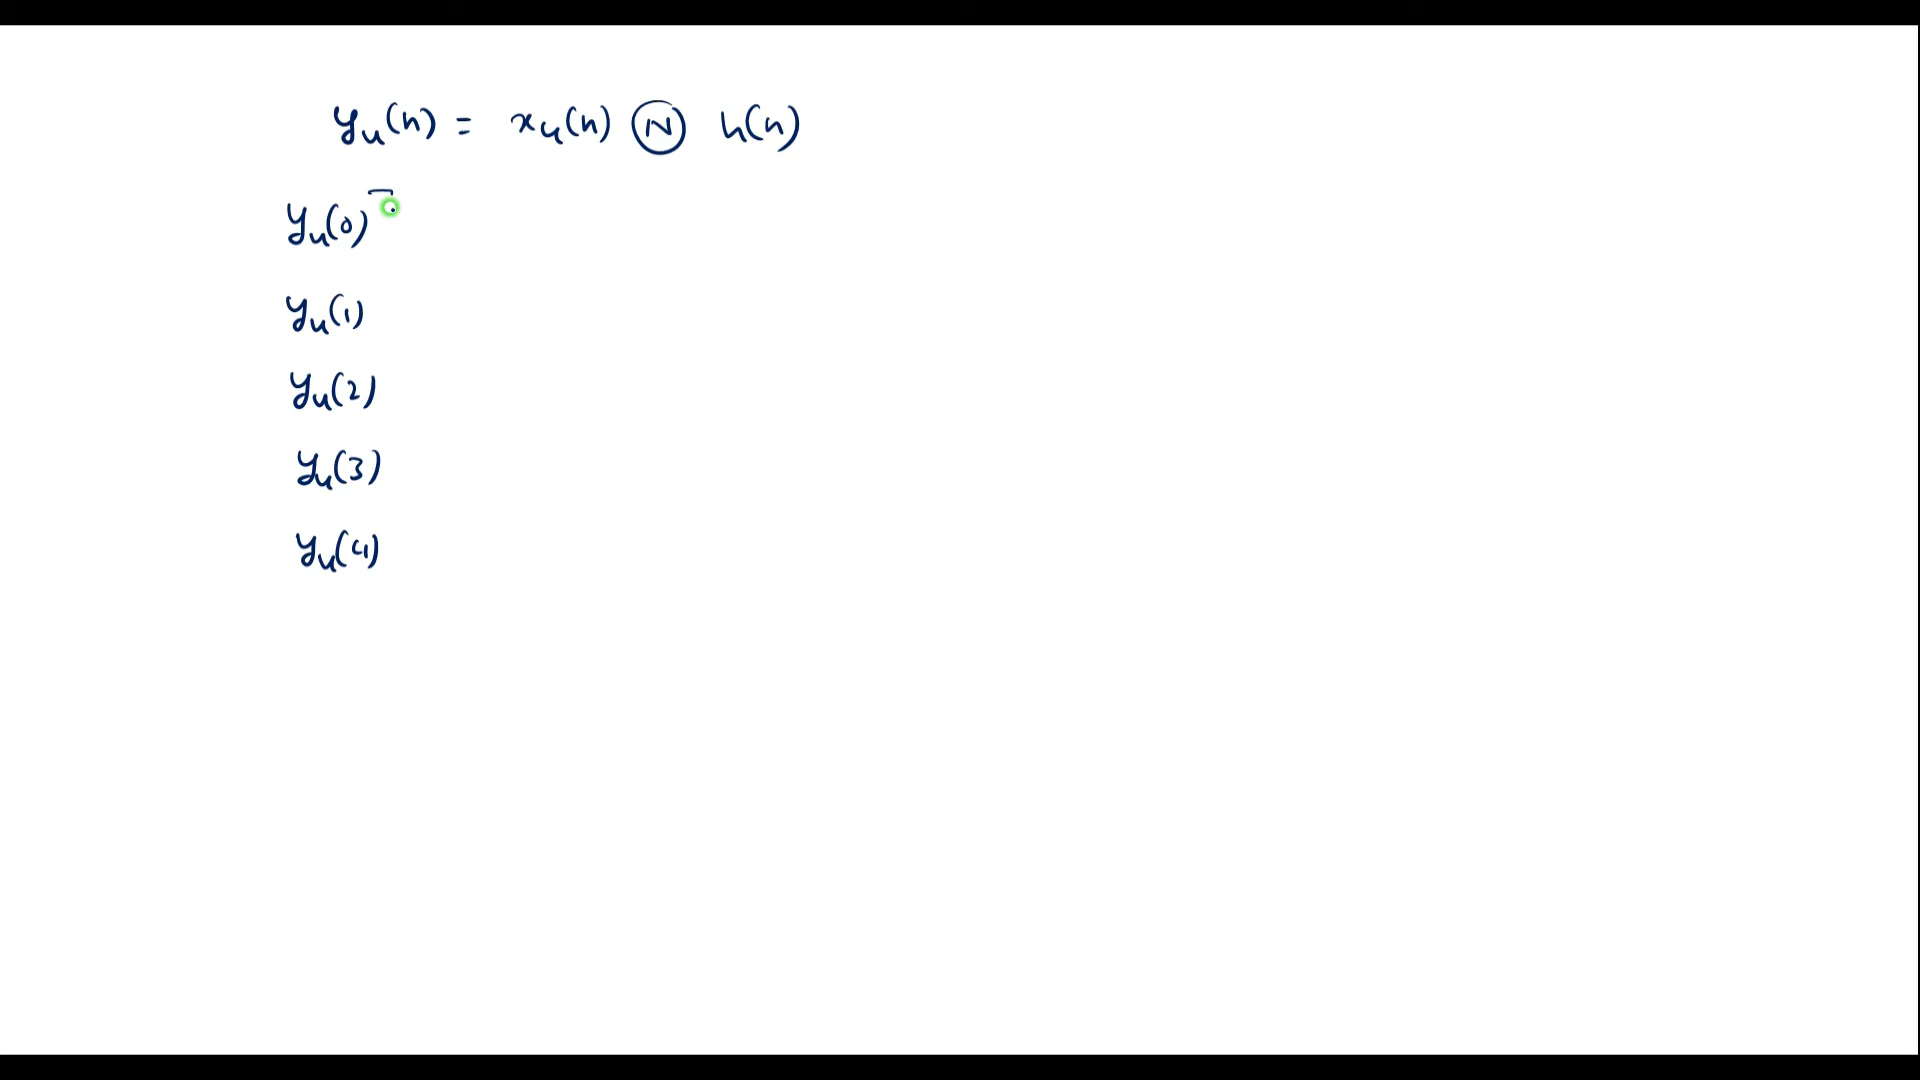 y₄(n) = x₄(n) Ⓝ h(n)
y₄(0)
y₄(1)
y₄(2)
y₄(3)
y₄(4)